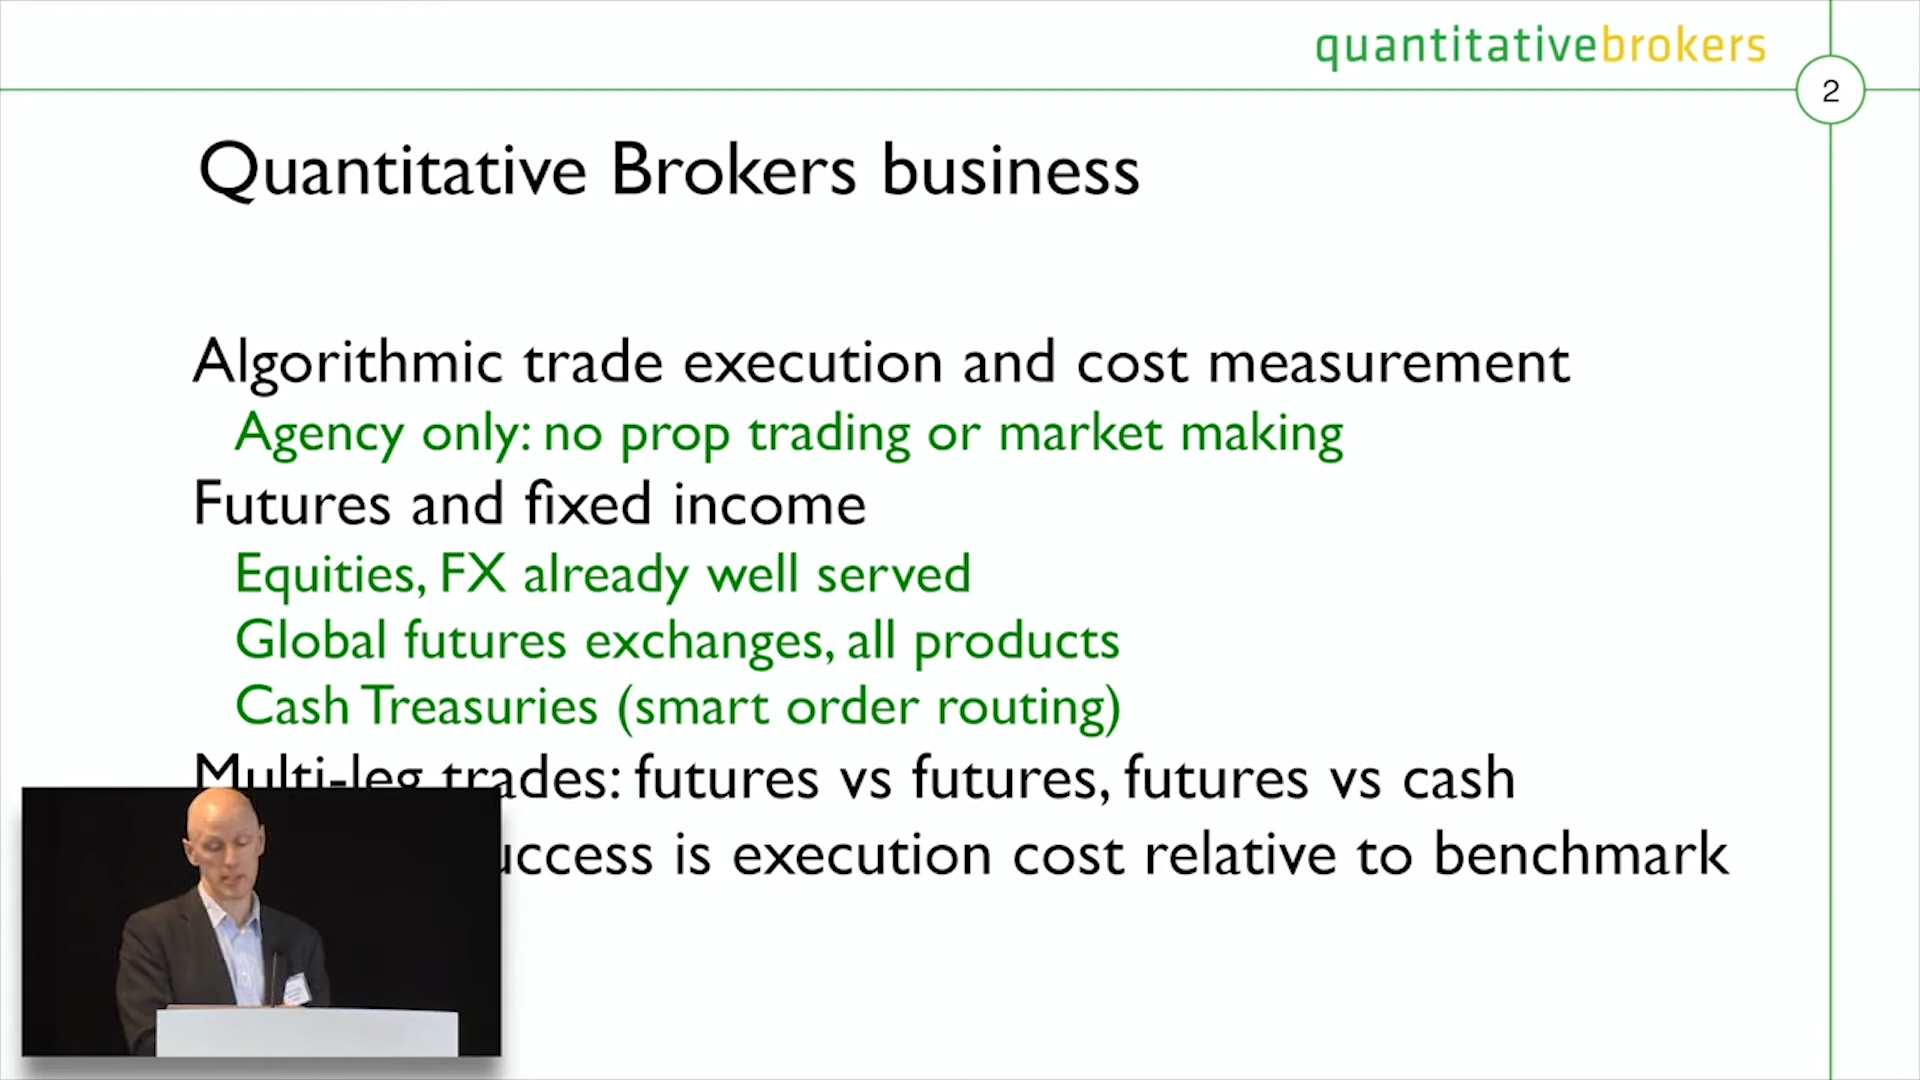 quantitativebrokers
2
Quantitative Brokers business
Algorithmic trade execution and cost measurement
Agency only: no prop trading or market making
Futures and fixed income
Equities, FX already well served
Global futures exchanges, all products
Cash Treasuries (smart order routing)
Multi-leg trades: futures vs futures, futures vs cash
is execution cost relative to benchmark